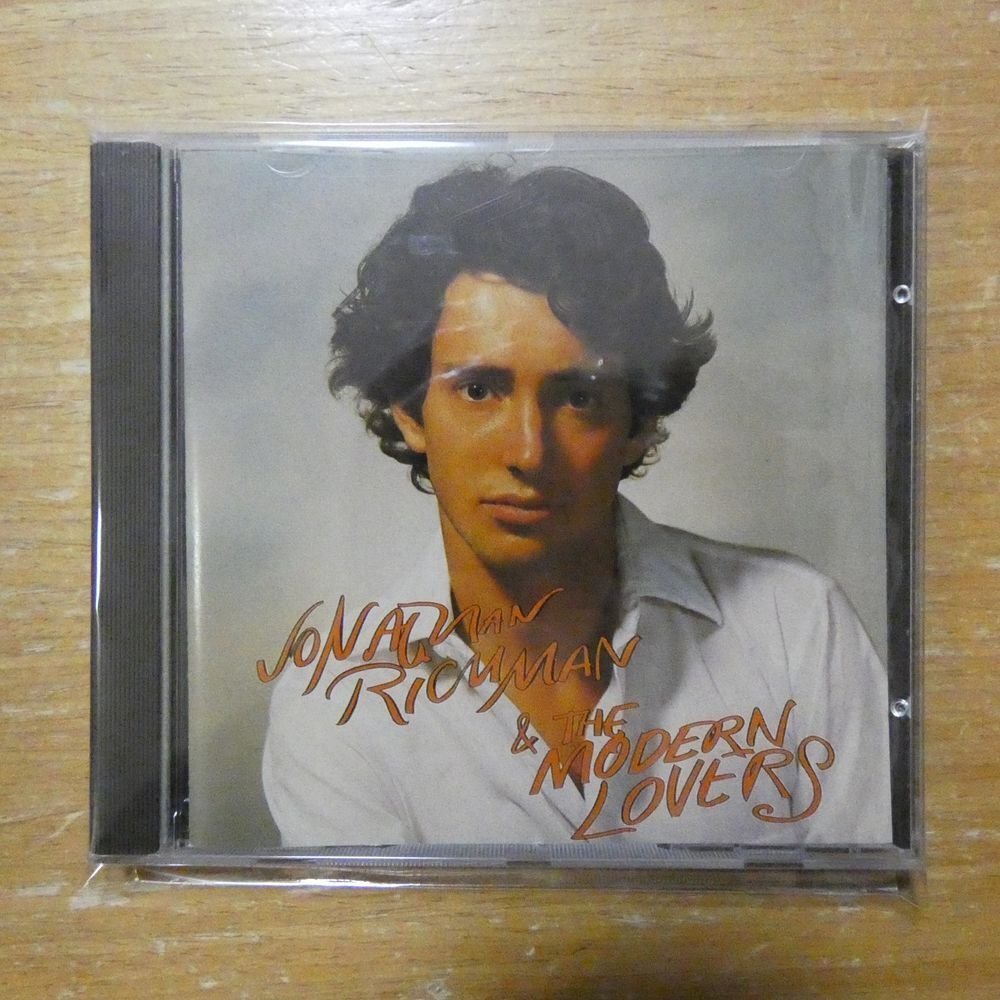 JONATHAN
RICHMAN
& THE
MODERN
LOVERS